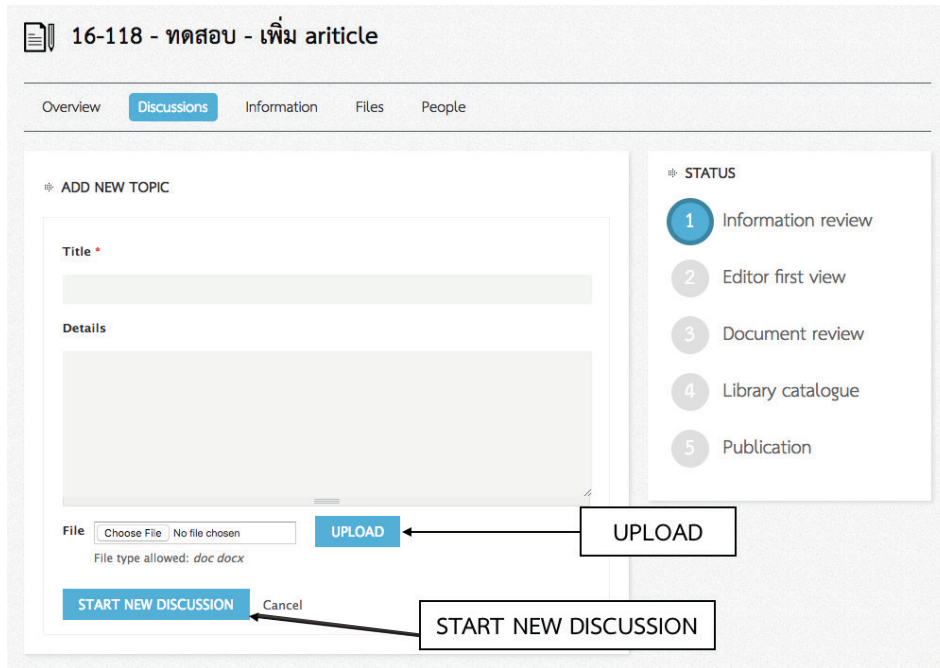 16-118 - ทดสอบ - เพิ่ม ariticle
Overview Discussions Information Files People
ADD NEW TOPIC
Title *
Details
File Choose File No file chosen UPLOAD
File type allowed: doc docx
START NEW DISCUSSION Cancel
STATUS
1 Information review
2 Editor first view
3 Document review
4 Library catalogue
5 Publication
UPLOAD
START NEW DISCUSSION